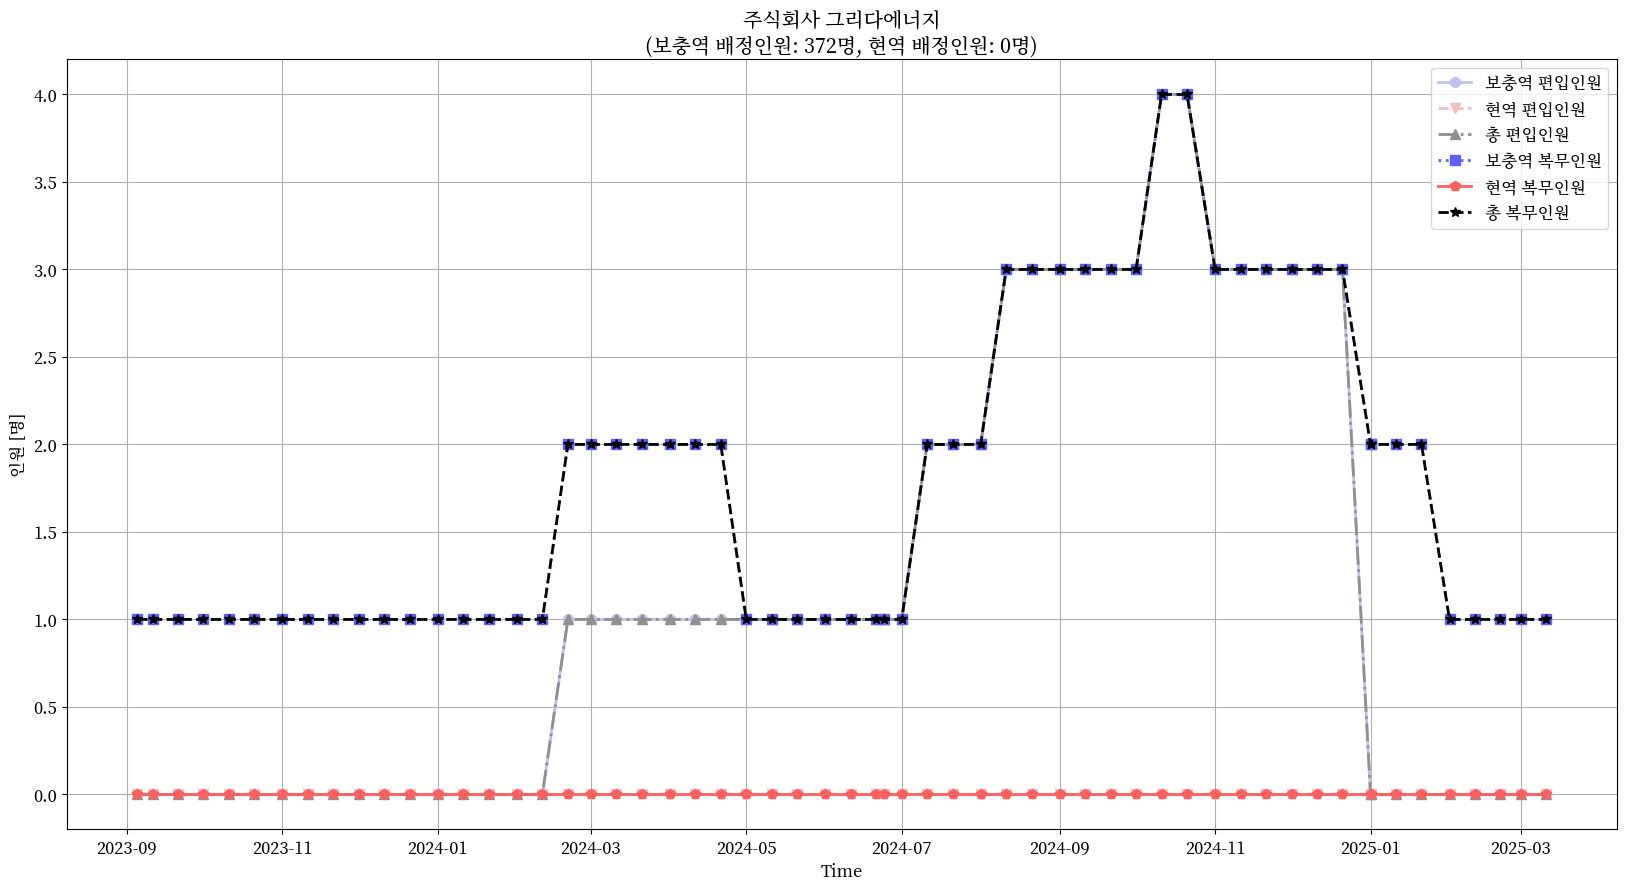 주식회사 그리다에너지
(보충역 배정인원: 372명, 현역 배정인원: 0명)
보충역 편입인원
현역 편입인원
총 편입인원
보충역 복무인원
현역 복무인원
총 복무인원
인원 [명]
4.0
3.5
3.0
2.5
2.0
1.5
1.0
0.5
0.0
2023-09 2023-11 2024-01 2024-03 2024-05 2024-07 2024-09 2024-11 2025-01 2025-03
Time